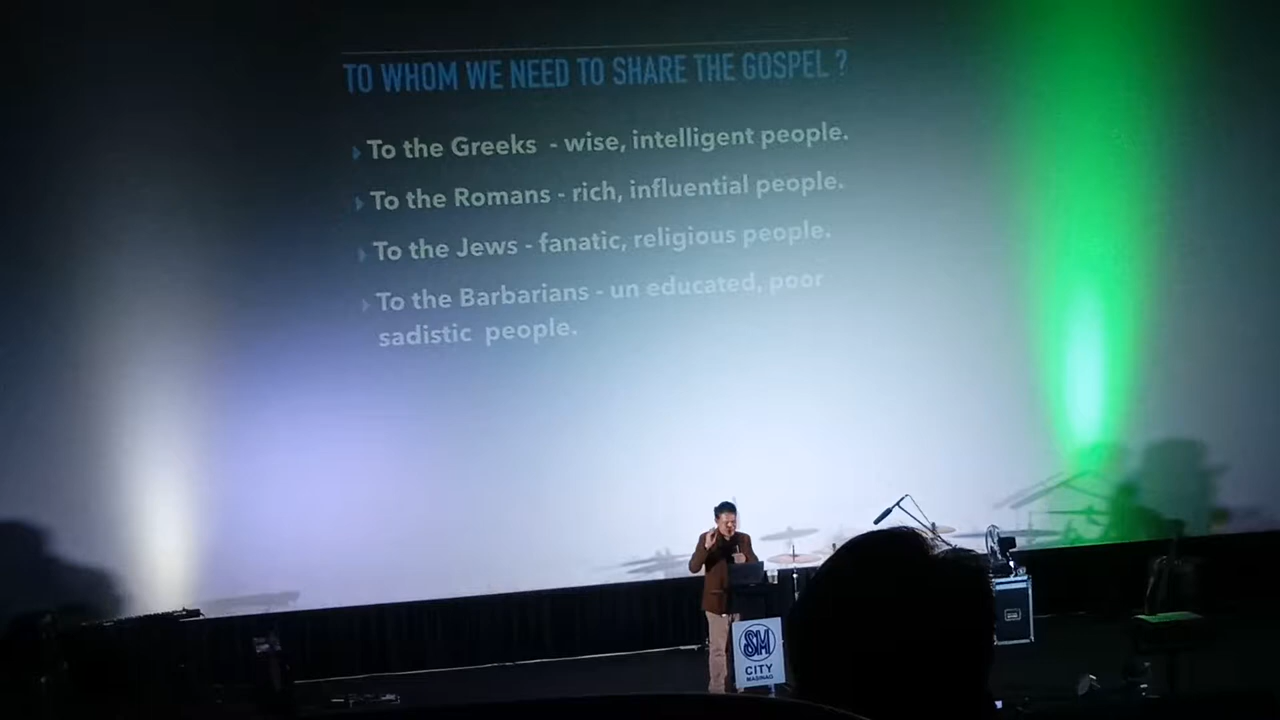 TO WHOM WE NEED TO SHARE THE GOSPEL ?
To the Greeks - wise, intelligent people.
To the Romans - rich, influential people.
To the Jews - fanatic, religious people.
To the Barbarians - un educated, poor
sadistic people.
SM
CITY
MASINAG